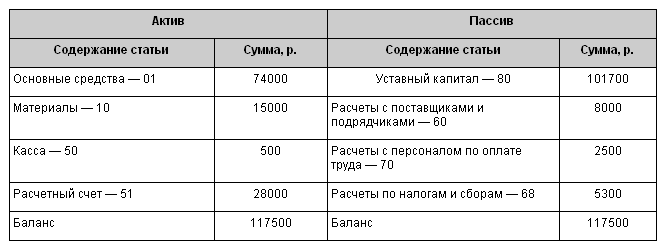 Актив Пассив
Содержание статьи Сумма, р. Содержание статьи Сумма, р.
Основные средства — 01 74000 Уставный капитал — 80 101700
Материалы — 10 15000 Расчеты с поставщиками и 8000
подрядчиками — 60
Касса — 50 500 Расчеты с персоналом по оплате 2500
труда — 70
Расчетный счет — 51 28000 Расчеты по налогам и сборам — 68 5300
Баланс 117500 Баланс 117500